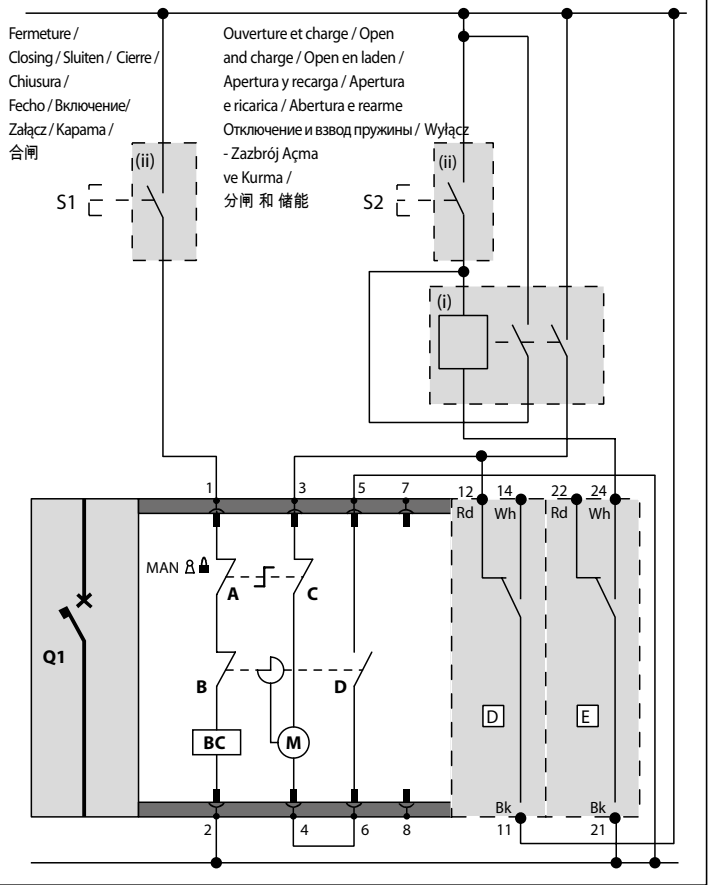 Fermeture /
Closing / Sluiten / Cierre /
Chiusura /
Fecho / Включение/
Załącz / Kapama /
合闸
Ouverture et charge / Open
and charge / Open en laden /
Apertura y recarga / Apertura
e ricarica / Abertura e rearme
Отключение и взвод пружины / Wyłącz
- Zazbrój Açma
ve Kurma /
分闸 和 储能
(ii)
S1
(ii)
S2
(i)
1
3
5
7
12
14
22
24
Rd
Wh
Rd
Wh
MAN
A
C
Q1
B
D
BC
M
D
E
Bk
Bk
2
4
6
8
11
21